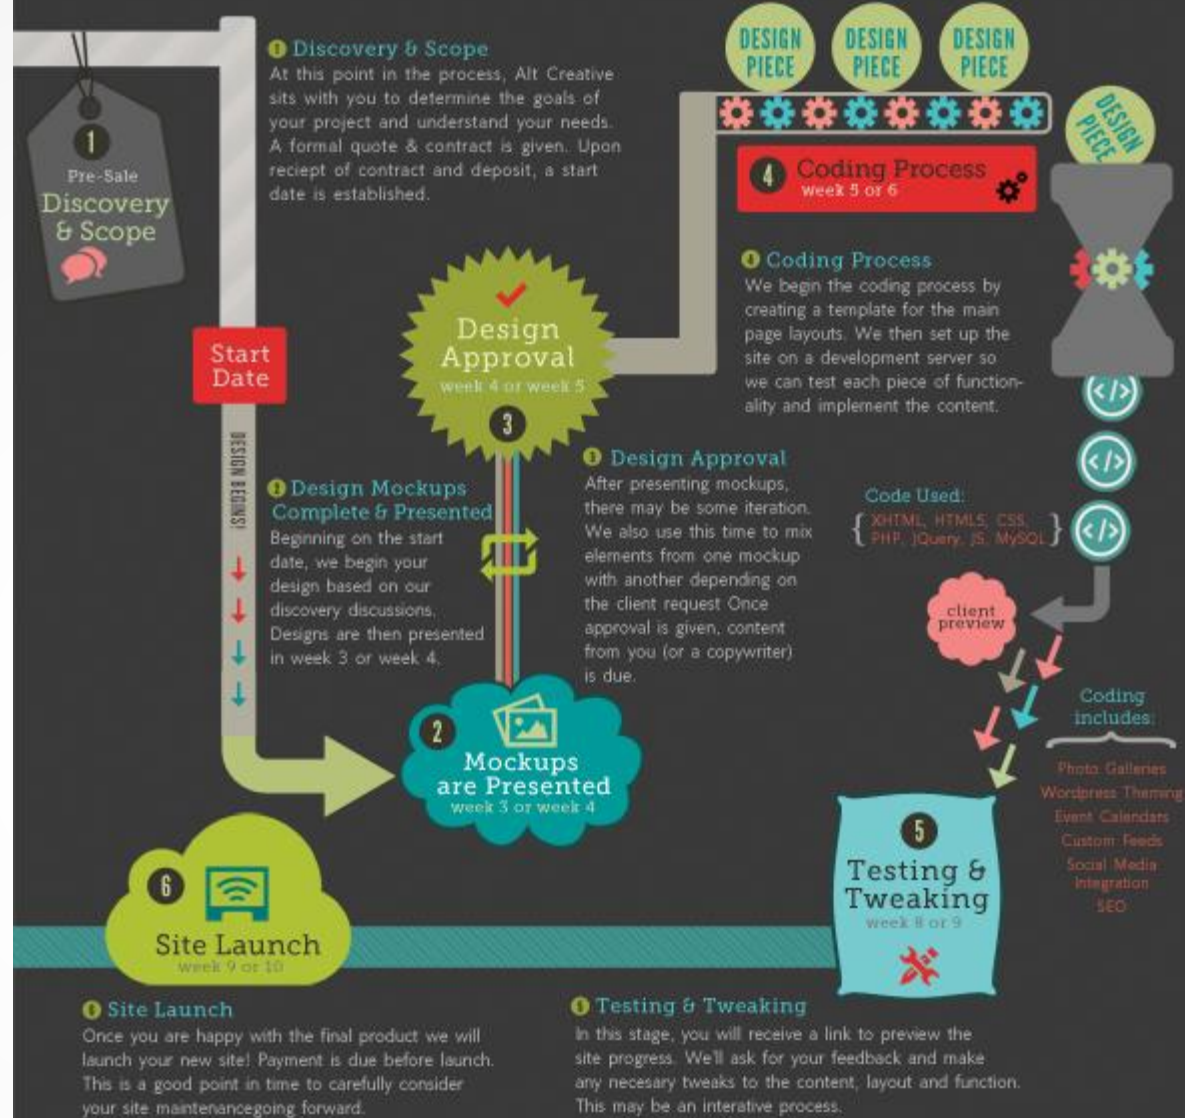 1
Pre-Sale
Discovery
& Scope
1 Discovery & Scope
At this point in the process, Alt Creative
sits with you to determine the goals of
your project and understand your needs.
A formal quote & contract is given. Upon
reciept of contract and deposit, a start
date is established.
Start
Date
DESIGN BEGINS!
2 Design Mockups
Complete & Presented
Beginning on the start
date, we begin your
design based on our
discovery discussions.
Designs are then presented
in week 3 or week 4.
2
Mockups
are Presented
week 3 or week 4
Design
Approval
week 4 or week 5
3
3 Design Approval
After presenting mockups,
there may be some iteration.
We also use this time to mix
elements from one mockup
with another depending on
the client request Once
approval is given, content
from you (or a copywriter)
is due.
DESIGN
PIECE
DESIGN
PIECE
DESIGN
PIECE
DESIGN
PIECE
4 Coding Process
week 5 or 6
4 Coding Process
We begin the coding process by
creating a template for the main
page layouts. We then set up the
site on a development server so
we can test each piece of function-
ality and implement the content.
</>
</>
</>
Code Used:
{ XHTML, HTML5, CSS, }
PHP, JQuery, JS, MySQL
client
preview
Coding
includes:
Photo Galleries
Wordpress Theming
Event Calendars
Custom Feeds
Social Media
Integration
SEO
5
Testing &
Tweaking
week 8 or 9
5 Testing & Tweaking
In this stage, you will receive a link to preview the
site progress. We'll ask for your feedback and make
any necesary tweaks to the content, layout and function.
This may be an interative process.
6
Site Launch
week 9 or 10
6 Site Launch
Once you are happy with the final product we will
launch your new site! Payment is due before launch.
This is a good point in time to carefully consider
your site maintenancegoing forward.